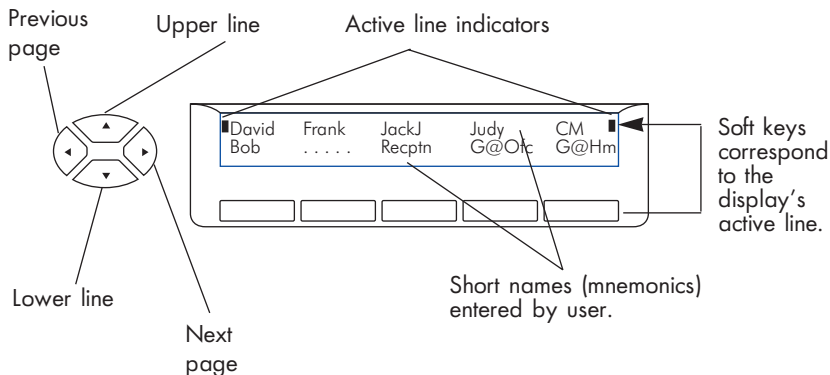 Previous
page
Upper line
Active line indicators
David Frank JackJ Judy CM
Bob ..... Recptn G@Ofc G@Hm
Soft keys
correspond
to the
display's
active line.
Short names (mnemonics)
entered by user.
Lower line
Next
page